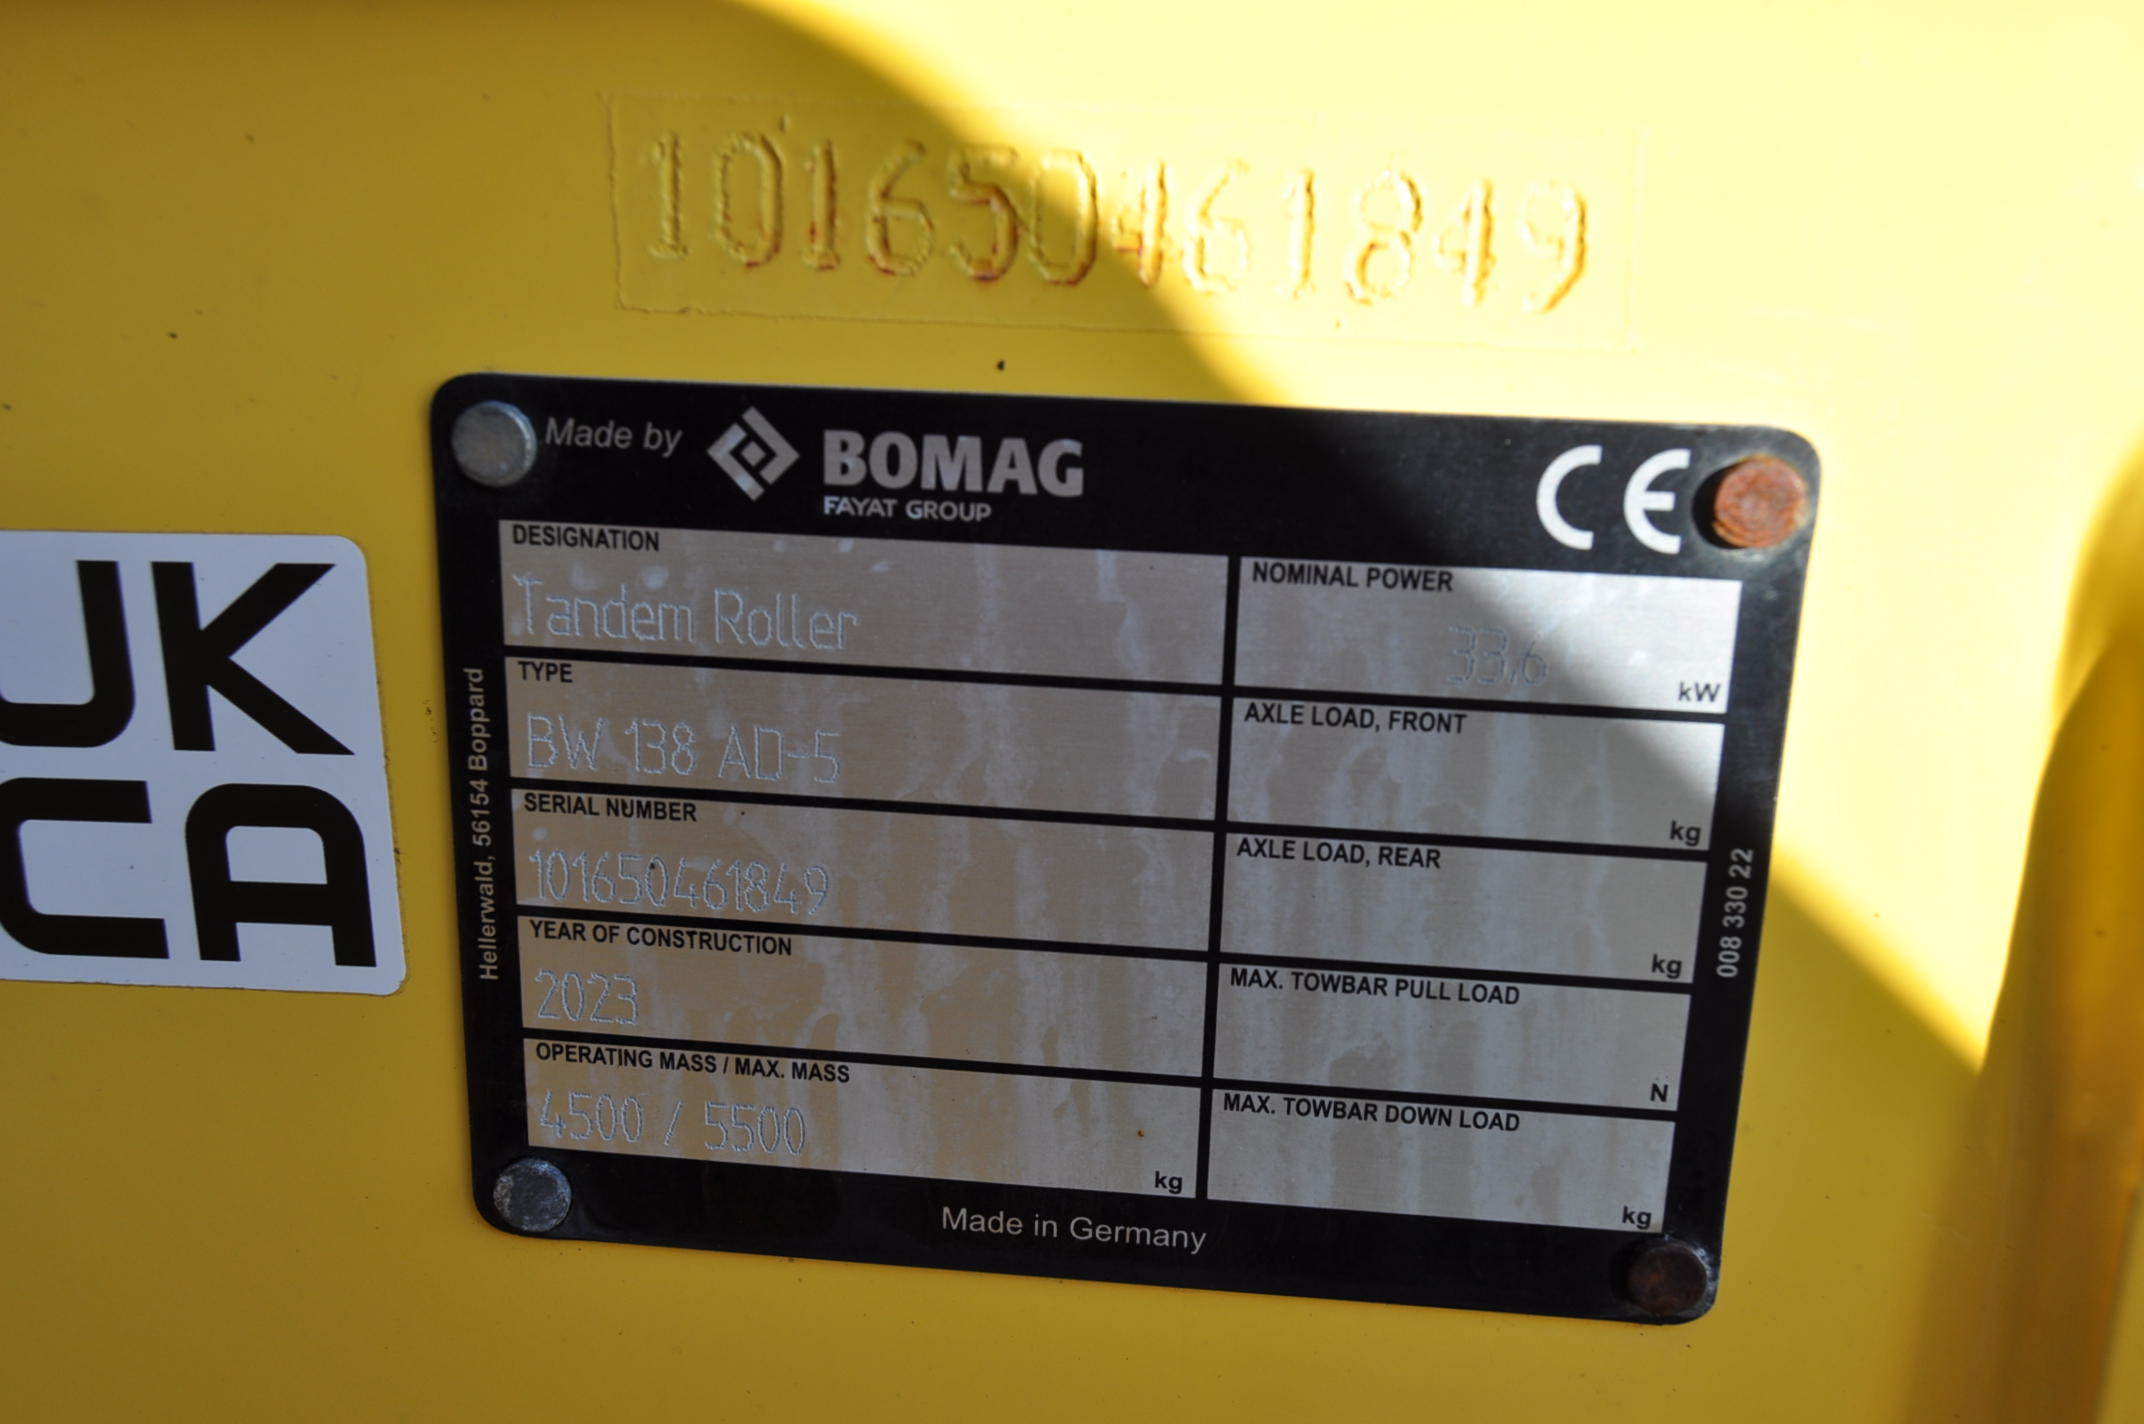 101650461849
Made by BOMAG
FAYAT GROUP
CE
DESIGNATION
Tandem Roller
NOMINAL POWER
33,6
kW
TYPE
BW 138 AD-5
AXLE LOAD, FRONT
kg
SERIAL NUMBER
101650461849
AXLE LOAD, REAR
kg
YEAR OF CONSTRUCTION
2023
MAX. TOWBAR PULL LOAD
N
OPERATING MASS / MAX. MASS
4500 / 5500
kg
MAX. TOWBAR DOWN LOAD
kg
Made in Germany
Hellerwald, 56154 Boppard
008 330 22
UK
CA